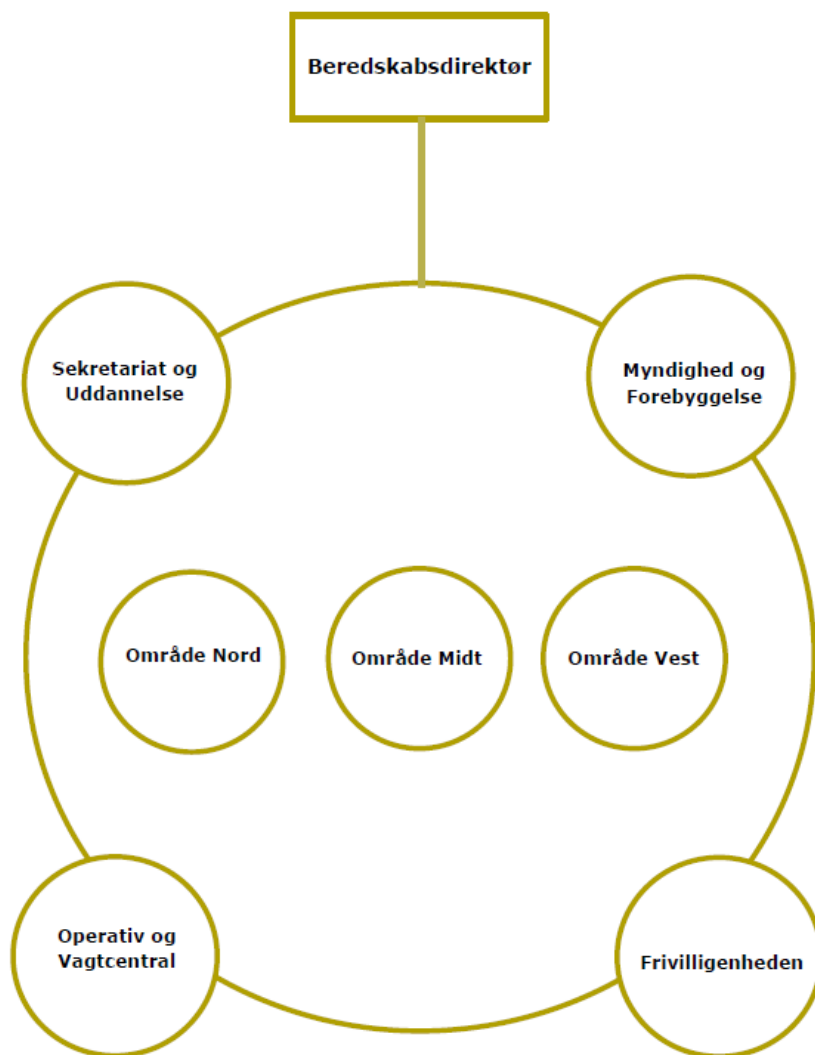 Beredskabsdirektør
Sekretariat og
Uddannelse
Myndighed og
Forebyggelse
Område Nord
Område Midt
Område Vest
Operativ og
Vagtcentral
Frivilligenheden